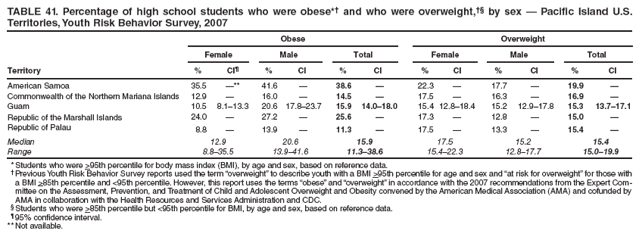 TABLE 41. Percentage of high school students who were obese*† and who were overweight,†§ by sex — Pacific Island U.S.
Territories, Youth Risk Behavior Survey, 2007
Obese Overweight
Female Male Total Female Male Total
Territory % CI¶ % CI % CI % CI % CI % CI
American Samoa 35.5 —** 41.6 — 38.6 — 22.3 — 17.7 — 19.9 —
Commonwealth of the Northern Mariana Islands 12.9 — 16.0 — 14.5 — 17.5 — 16.3 — 16.9 —
Guam 10.5 8.1–13.3 20.6 17.8–23.7 15.9 14.0–18.0 15.4 12.8–18.4 15.2 12.9–17.8 15.3 13.7–17.1
Republic of the Marshall Islands 24.0 — 27.2 — 25.6 — 17.3 — 12.8 — 15.0 —
Republic of Palau 8.8 — 13.9 — 11.3 — 17.5 — 13.3 — 15.4 —
Median 12.9 20.6 15.9 17.5 15.2 15.4
Range 8.8–35.5 13.9–41.6 11.3–38.6 15.4–22.3 12.8–17.7 15.0–19.9
* Students who were ≥95th percentile for body mass index (BMI), by age and sex, based on reference data.
† Previous Youth Risk Behavior Survey reports used the term “overweight” to describe youth with a BMI ≥95th percentile for age and sex and “at risk for overweight” for those with
a BMI ≥85th percentile and <95th percentile. However, this report uses the terms “obese” and “overweight” in accordance with the 2007 recommendations from the Expert Com-
mittee on the Assessment, Prevention, and Treatment of Child and Adolescent Overweight and Obesity convened by the American Medical Association (AMA) and cofunded by
AMA in collaboration with the Health Resources and Services Administration and CDC.
§ Students who were ≥85th percentile but <95th percentile for BMI, by age and sex, based on reference data.
¶ 95% confidence interval.
** Not available.